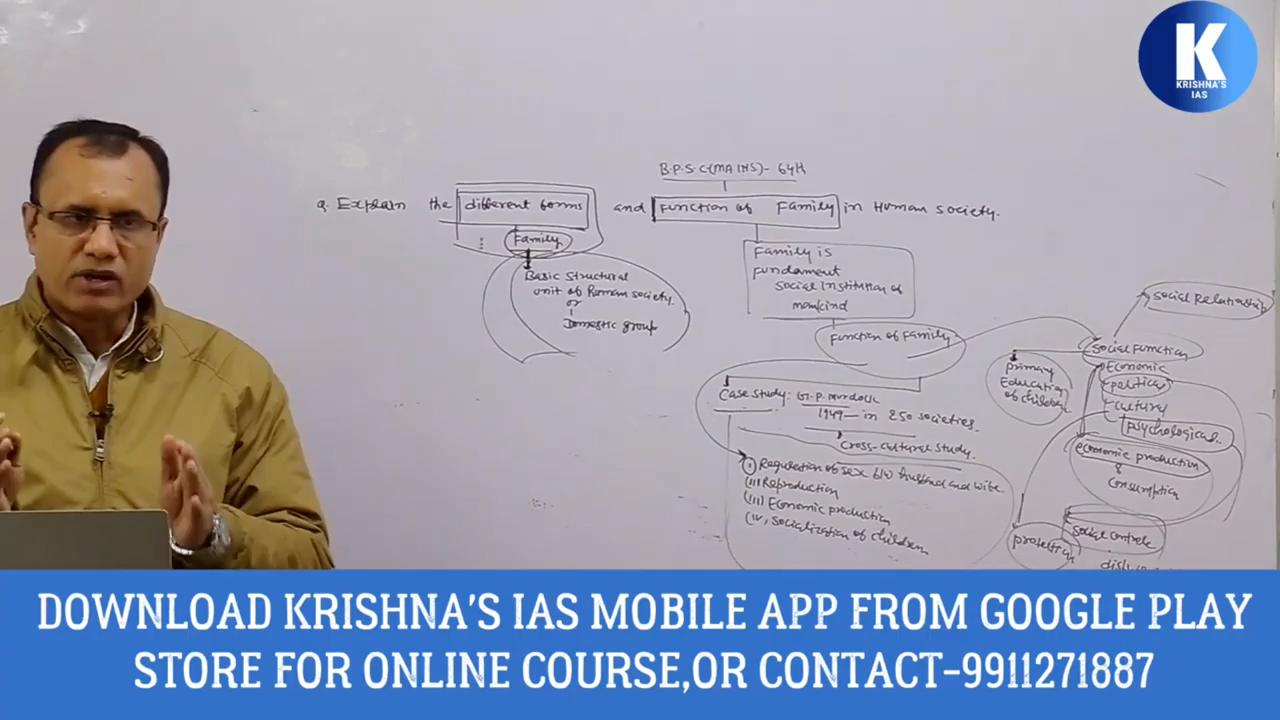 K
KRISHNA'S
IAS
B.P.S.C(MAINS)- 64th
Q. Explain the different forms and Function of Family in Human society.
Family
Basic structural
unit of Human society.
or
Domestic group
Family is
fundament
social institution of
mankind
Function of Family
Case study: G.P. Murdock
1949 — in 250 societies.
Cross-cultural study.
(i) Regulation of sex b/w Husband and wife.
(ii) Reproduction
(iii) Economic production
(iv) socialization of children
social Relationship
social Function
Economic
political
culture
Psychological
primary
Education
of children
economic production
&
consumption
protection
social control
DOWNLOAD KRISHNA'S IAS MOBILE APP FROM GOOGLE PLAY
STORE FOR ONLINE COURSE,OR CONTACT-9911271887